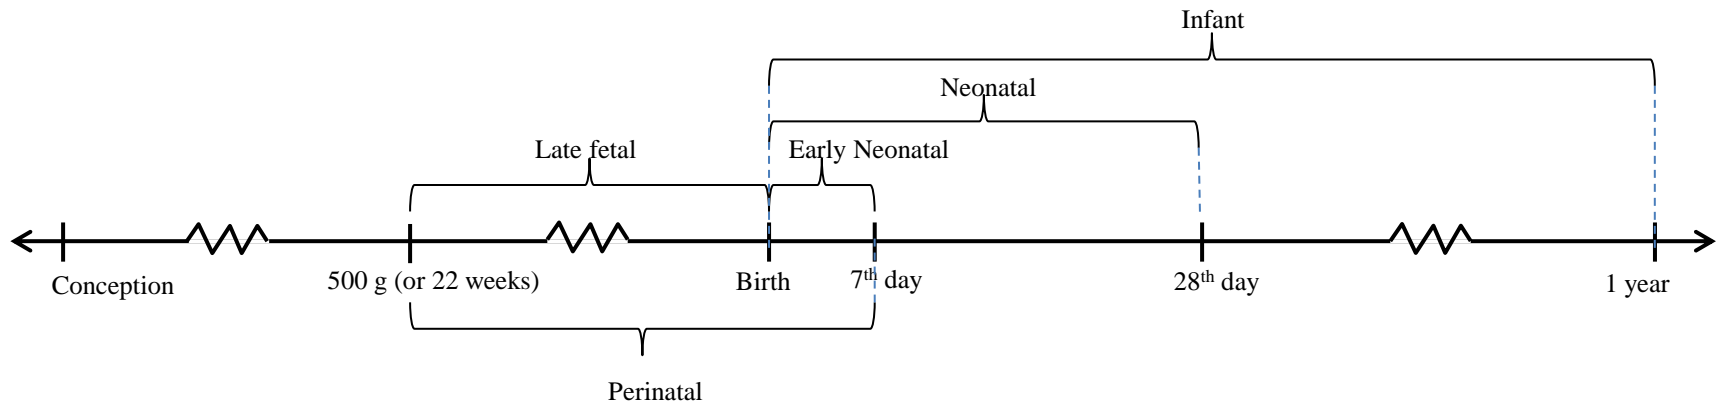 Infant
Neonatal
Late fetal
Early Neonatal
Conception
500 g (or 22 weeks)
Birth
7th day
28th day
1 year
Perinatal